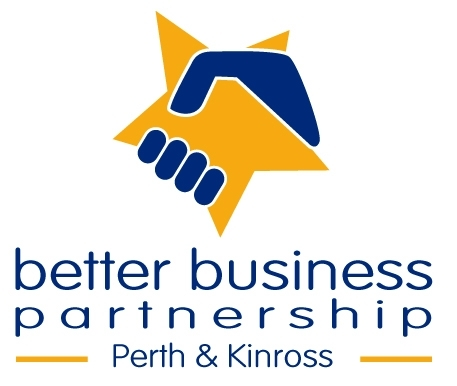 better business
partnership
Perth & Kinross